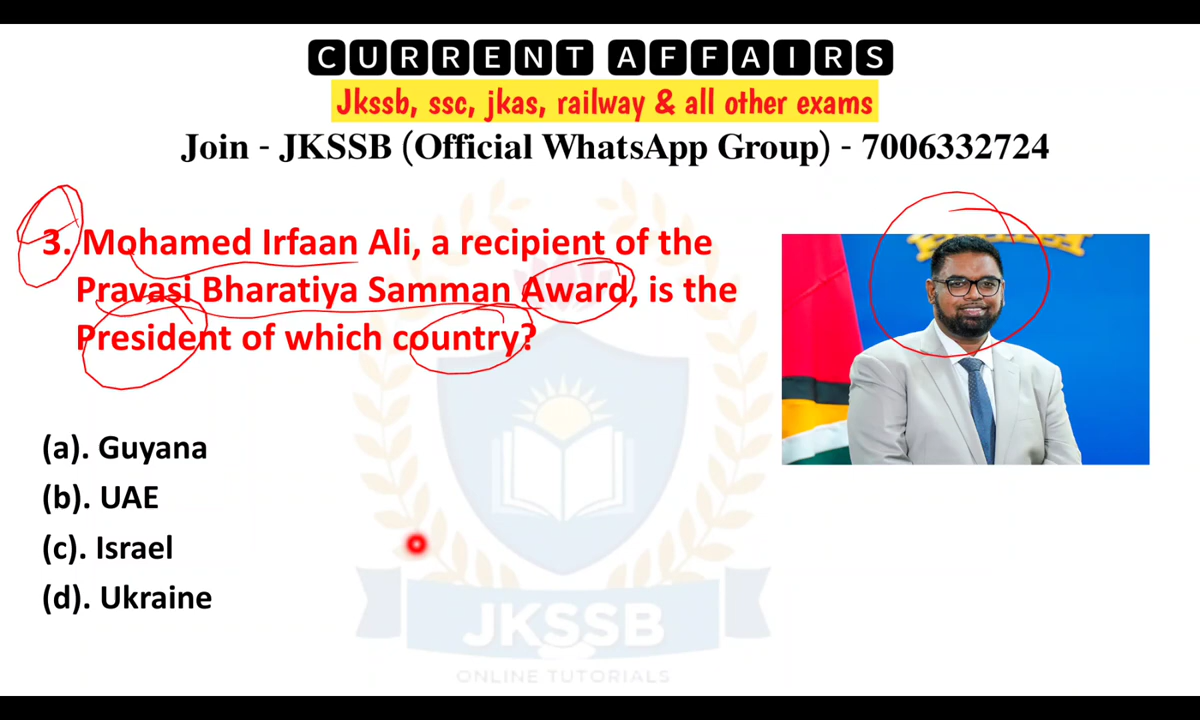 CURRENT AFFAIRS
Jkssb, ssc, jkas, railway & all other exams
Join - JKSSB (Official WhatsApp Group) - 7006332724
3. Mohamed Irfaan Ali, a recipient of the
Pravasi Bharatiya Samman Award, is the
President of which country?
(a). Guyana
(b). UAE
(c). Israel
(d). Ukraine
JKSSB
ONLINE TUTORIALS